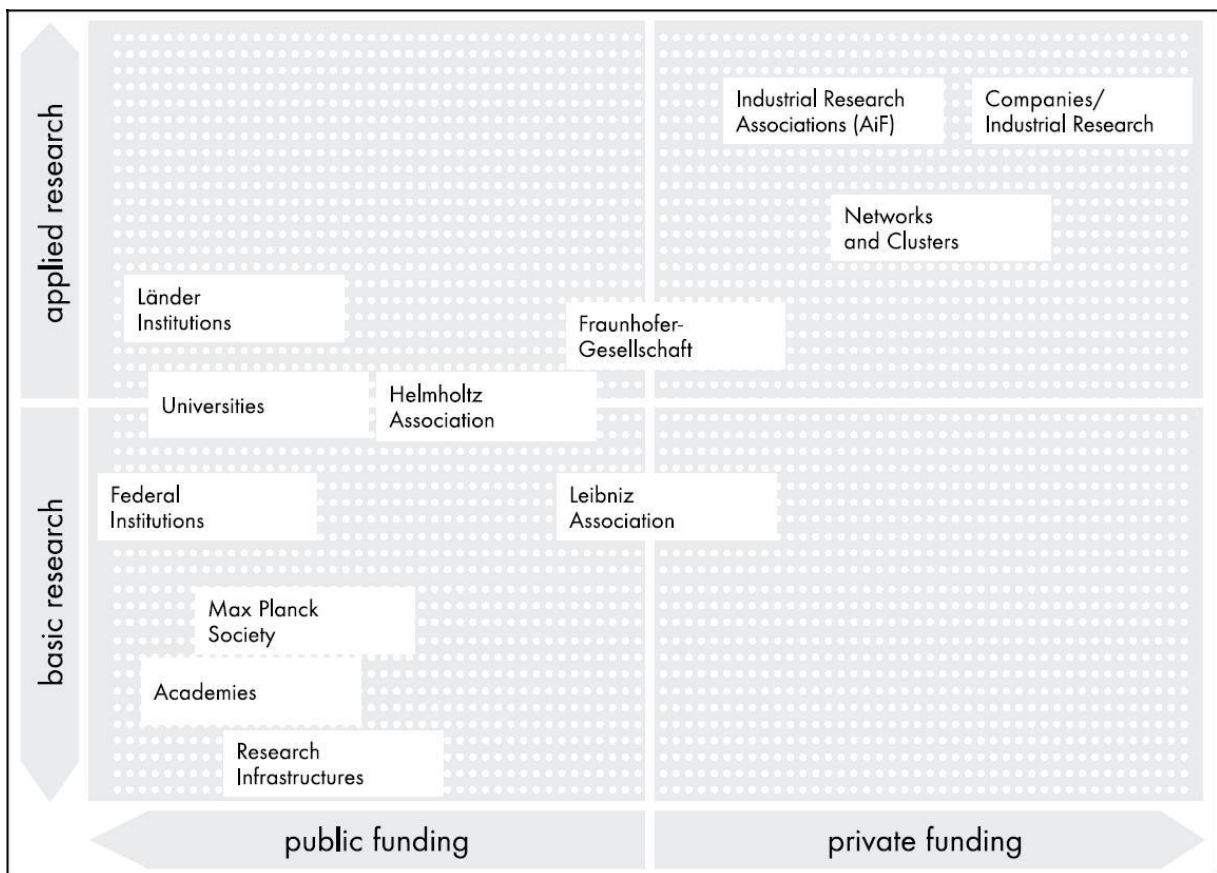 applied research
Industrial Research
Associations (AiF)
Companies/
Industrial Research
Networks
and Clusters
Länder
Institutions
Fraunhofer-
Gesellschaft
Universities
Helmholtz
Association
basic research
Federal
Institutions
Leibniz
Association
Max Planck
Society
Academies
Research
Infrastructures
public funding
private funding